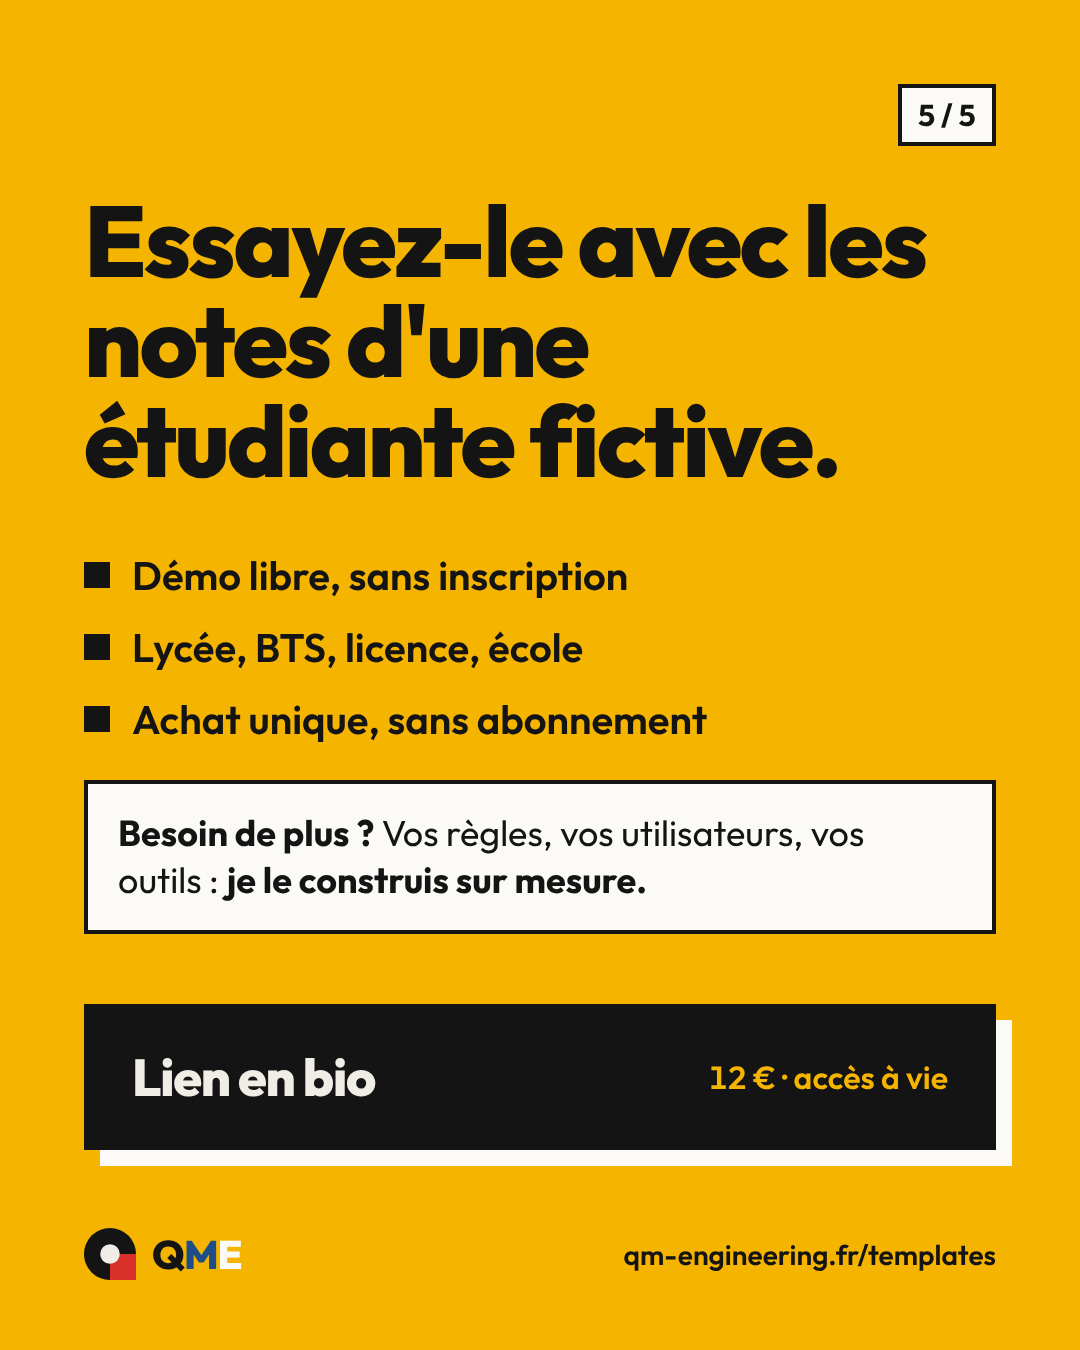 5 / 5
Essayez-le avec les
notes d'une
étudiante fictive.
Démo libre, sans inscription
Lycée, BTS, licence, école
Achat unique, sans abonnement
Besoin de plus ? Vos règles, vos utilisateurs, vos
outils : je le construis sur mesure.
Lien en bio
12 € · accès à vie
QME
qm-engineering.fr/templates